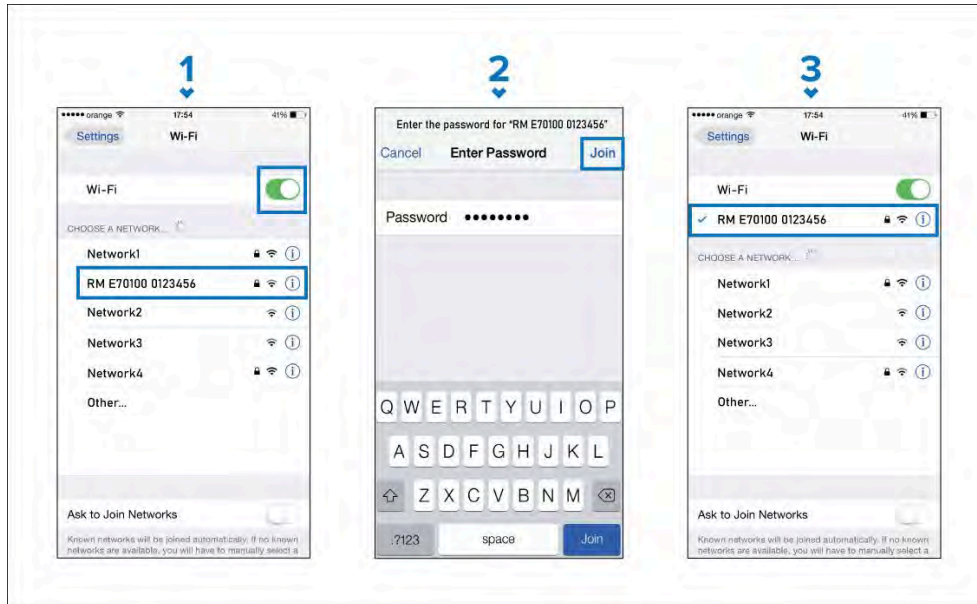 1
orange 17:54 41%
Settings Wi-Fi
Wi-Fi
CHOOSE A NETWORK...
Network1
RM E70100 0123456
Network2
Network3
Network4
Other...
Ask to Join Networks
Known networks will be joined automatically. If no known
networks are available, you will have to manually select a
2
Enter the password for "RM E70100 0123456"
Cancel Enter Password Join
Password ••••••••
Q W E R T Y U I O P
A S D F G H J K L
Z X C V B N M
.?123 space Join
3
orange 17:54 41%
Settings Wi-Fi
Wi-Fi
RM E70100 0123456
CHOOSE A NETWORK...
Network1
Network2
Network3
Network4
Other...
Ask to Join Networks
Known networks will be joined automatically. If no known
networks are available, you will have to manually select a